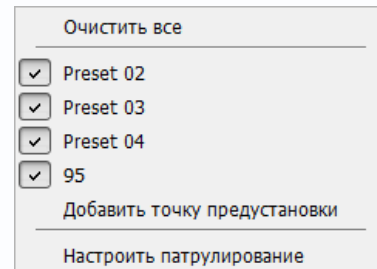 Очистить все
Preset 02
Preset 03
Preset 04
95
Добавить точку предустановки
Настроить патрулирование